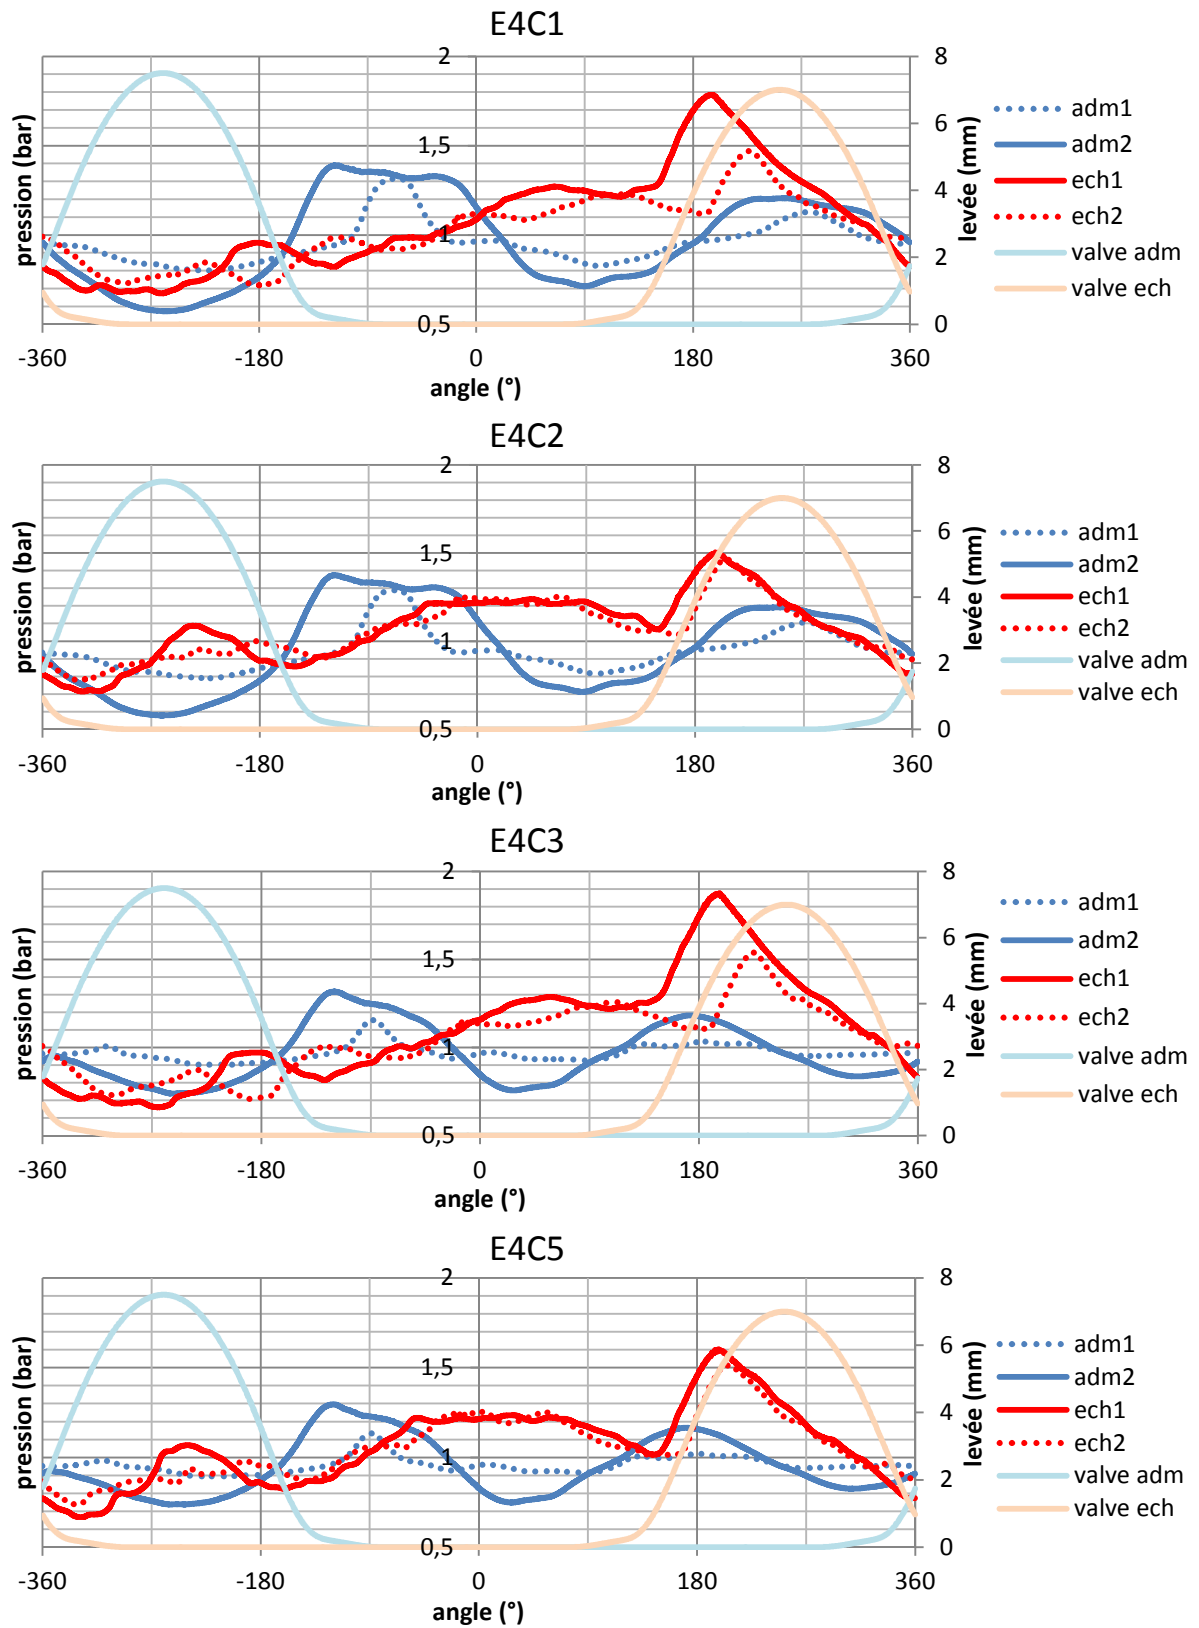 E4C1
pression (bar)
2
1,5
1
0,5
8
6
4
2
0
levée (mm)
-360 -180 0 180 360
angle (°)
adm1
adm2
ech1
ech2
valve adm
valve ech
E4C2
pression (bar)
2
1,5
1
0,5
8
6
4
2
0
levée (mm)
-360 -180 0 180 360
angle (°)
adm1
adm2
ech1
ech2
valve adm
valve ech
E4C3
pression (bar)
2
1,5
1
0,5
8
6
4
2
0
levée (mm)
-360 -180 0 180 360
angle (°)
adm1
adm2
ech1
ech2
valve adm
valve ech
E4C5
pression (bar)
2
1,5
1
0,5
8
6
4
2
0
levée (mm)
-360 -180 0 180 360
angle (°)
adm1
adm2
ech1
ech2
valve adm
valve ech